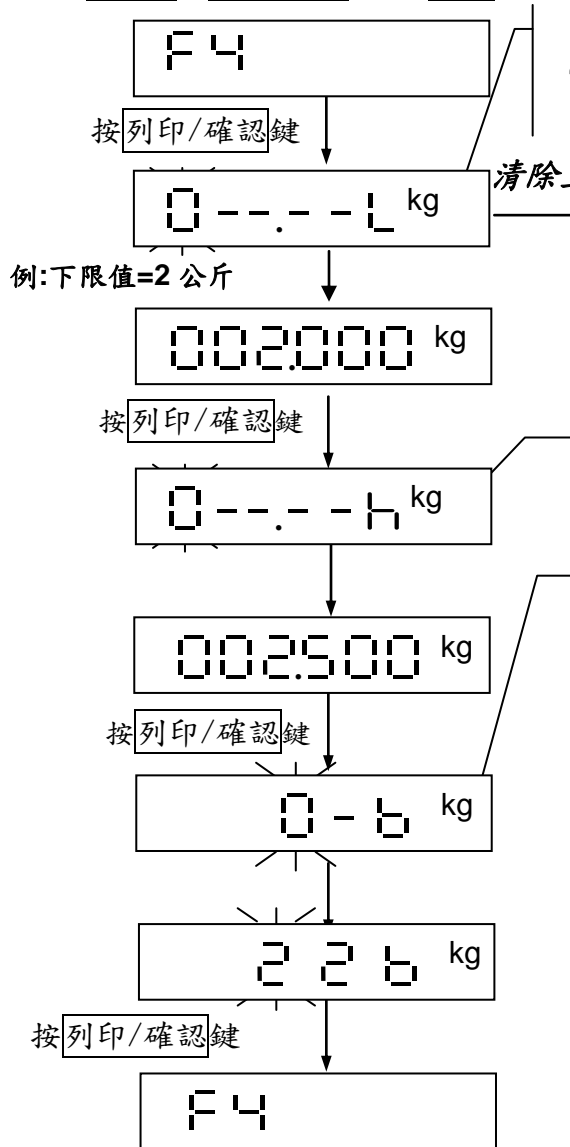 F4
按列印/確認鍵
0--.--L kg
清除
例:下限值=2 公斤
002.000 kg
按列印/確認鍵
0--.--h kg
002.500 kg
按列印/確認鍵
0-b kg
2 2 b kg
按列印/確認鍵
F4